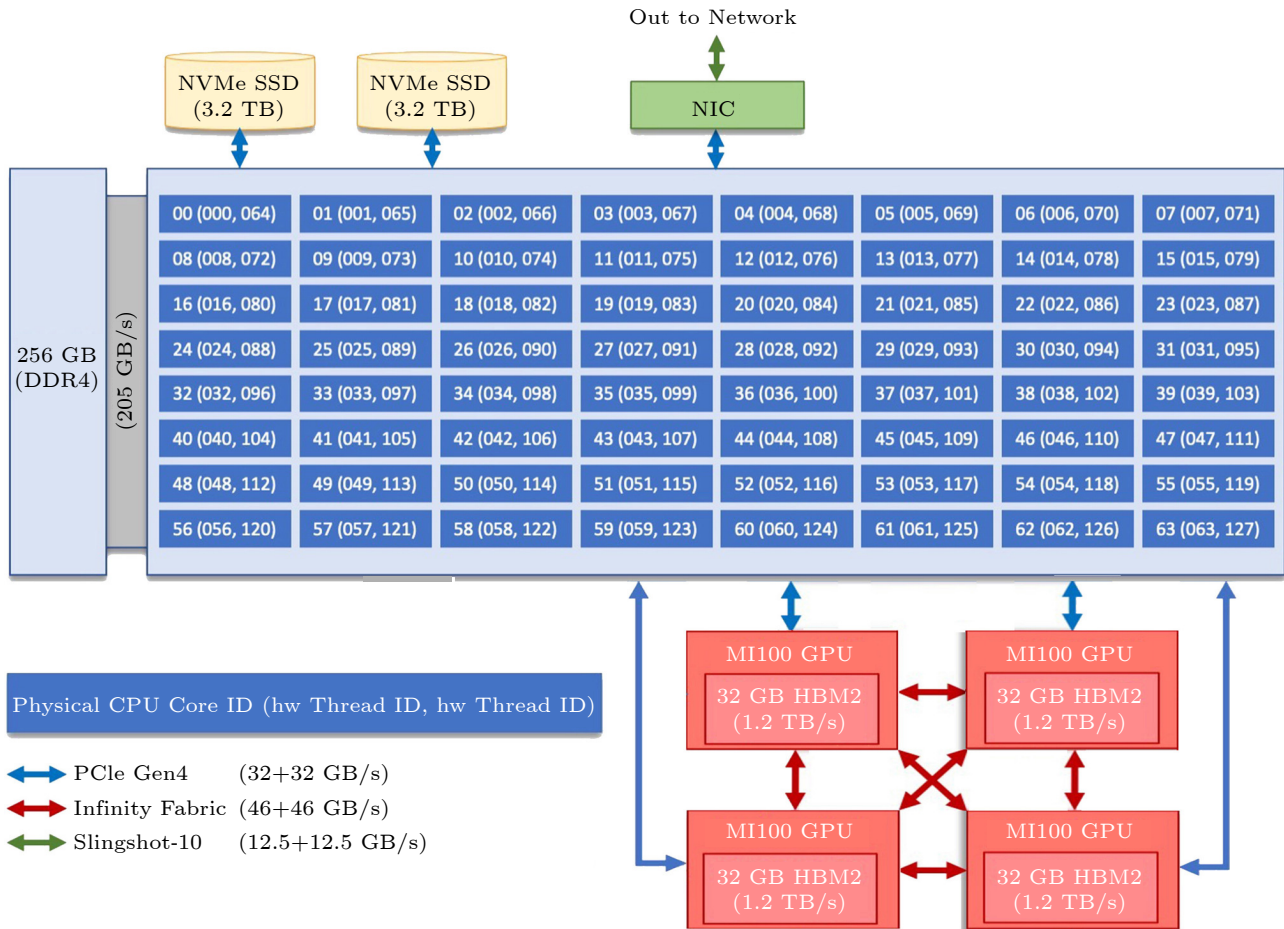 Out to Network
NVMe SSD
(3.2 TB)
NVMe SSD
(3.2 TB)
NIC
256 GB
(DDR4)
(205 GB/s)
00 (000, 064) 01 (001, 065) 02 (002, 066) 03 (003, 067) 04 (004, 068) 05 (005, 069) 06 (006, 070) 07 (007, 071)
08 (008, 072) 09 (009, 073) 10 (010, 074) 11 (011, 075) 12 (012, 076) 13 (013, 077) 14 (014, 078) 15 (015, 079)
16 (016, 080) 17 (017, 081) 18 (018, 082) 19 (019, 083) 20 (020, 084) 21 (021, 085) 22 (022, 086) 23 (023, 087)
24 (024, 088) 25 (025, 089) 26 (026, 090) 27 (027, 091) 28 (028, 092) 29 (029, 093) 30 (030, 094) 31 (031, 095)
32 (032, 096) 33 (033, 097) 34 (034, 098) 35 (035, 099) 36 (036, 100) 37 (037, 101) 38 (038, 102) 39 (039, 103)
40 (040, 104) 41 (041, 105) 42 (042, 106) 43 (043, 107) 44 (044, 108) 45 (045, 109) 46 (046, 110) 47 (047, 111)
48 (048, 112) 49 (049, 113) 50 (050, 114) 51 (051, 115) 52 (052, 116) 53 (053, 117) 54 (054, 118) 55 (055, 119)
56 (056, 120) 57 (057, 121) 58 (058, 122) 59 (059, 123) 60 (060, 124) 61 (061, 125) 62 (062, 126) 63 (063, 127)
MI100 GPU
32 GB HBM2
(1.2 TB/s)
MI100 GPU
32 GB HBM2
(1.2 TB/s)
MI100 GPU
32 GB HBM2
(1.2 TB/s)
MI100 GPU
32 GB HBM2
(1.2 TB/s)
Physical CPU Core ID (hw Thread ID, hw Thread ID)
PCle Gen4 (32+32 GB/s)
Infinity Fabric (46+46 GB/s)
Slingshot-10 (12.5+12.5 GB/s)